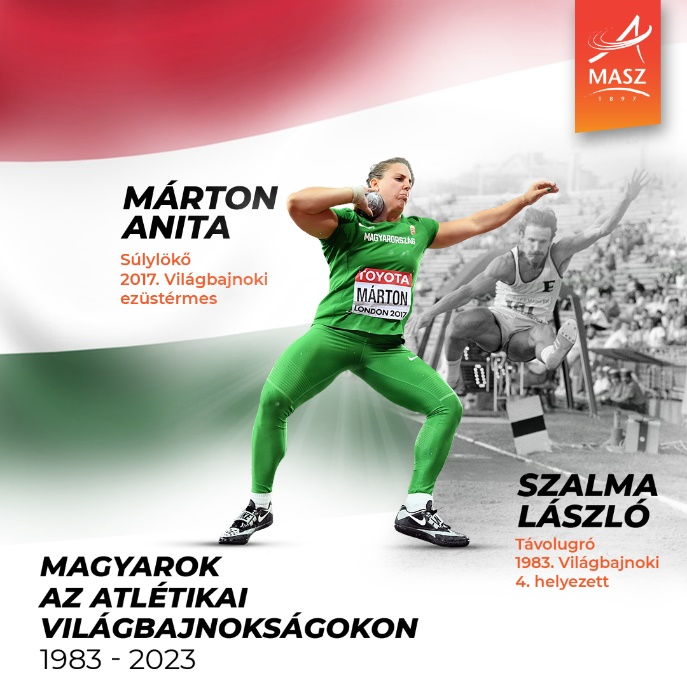 MASZ
1897
MÁRTON
ANITA
Súlylökő
2017. Világbajnoki
ezüstérmes
MAGYARORSZÁG
TOYOTA
MÁRTON
LONDON 2017
SZALMA
LÁSZLÓ
Távolugró
1983. Világbajnoki
4. helyezett
MAGYAROK
AZ ATLÉTIKAI
VILÁGBAJNOKSÁGOKON
1983 - 2023